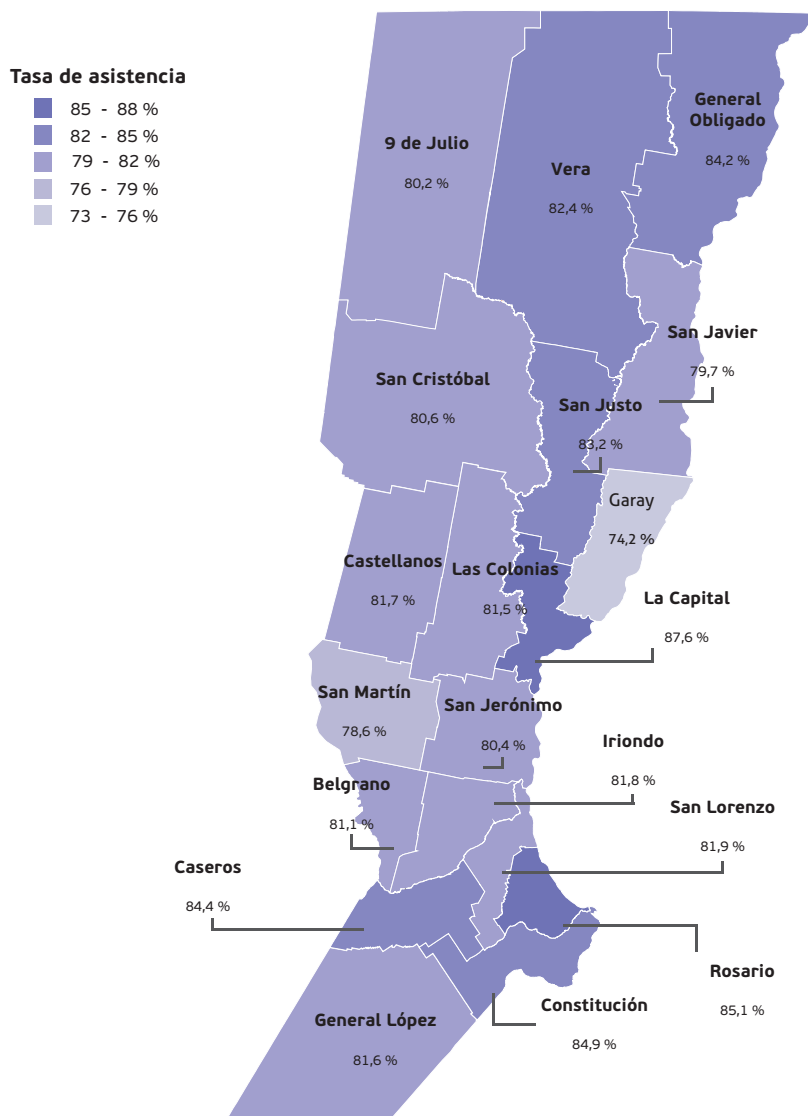 Tasa de asistencia
85 - 88 %
82 - 85 %
79 - 82 %
76 - 79 %
73 - 76 %
General
Obligado
84,2 %
9 de Julio
80,2 %
Vera
82,4 %
San Javier
79,7 %
San Cristóbal
80,6 %
San Justo
83,2 %
Garay
74,2 %
Castellanos
81,7 %
Las Colonias
81,5 %
La Capital
87,6 %
San Martín
78,6 %
San Jerónimo
80,4 %
Iriondo
81,8 %
Belgrano
81,1 %
San Lorenzo
81,9 %
Caseros
84,4 %
Rosario
85,1 %
Constitución
84,9 %
General López
81,6 %